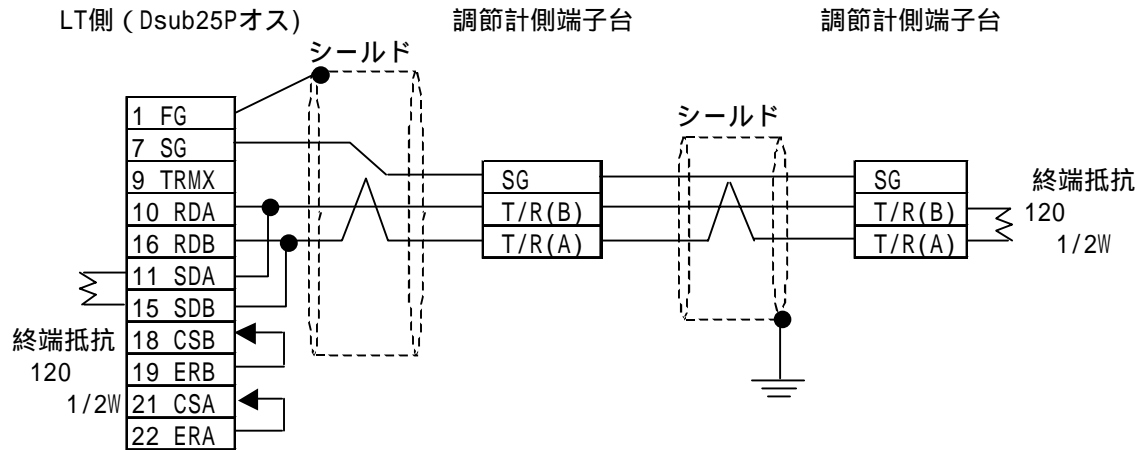 LT側（Dsub25Pオス)
調節計側端子台
調節計側端子台
シールド
シールド
1 FG
7 SG
9 TRMX
10 RDA
16 RDB
11 SDA
15 SDB
18 CSB
19 ERB
21 CSA
22 ERA
終端抵抗
120
1/2W
SG
T/R(B)
T/R(A)
SG
T/R(B)
T/R(A)
終端抵抗
120
1/2W